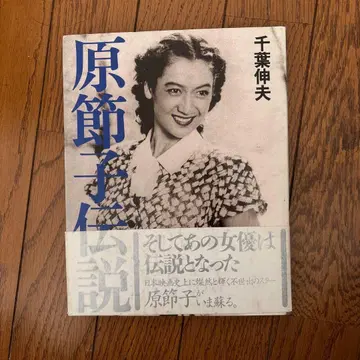 千葉伸夫
原節子伝説
そしてあの女優は
伝説となった
日本映画史上に燦然と輝く不世出のスター
原節子がいま蘇る。